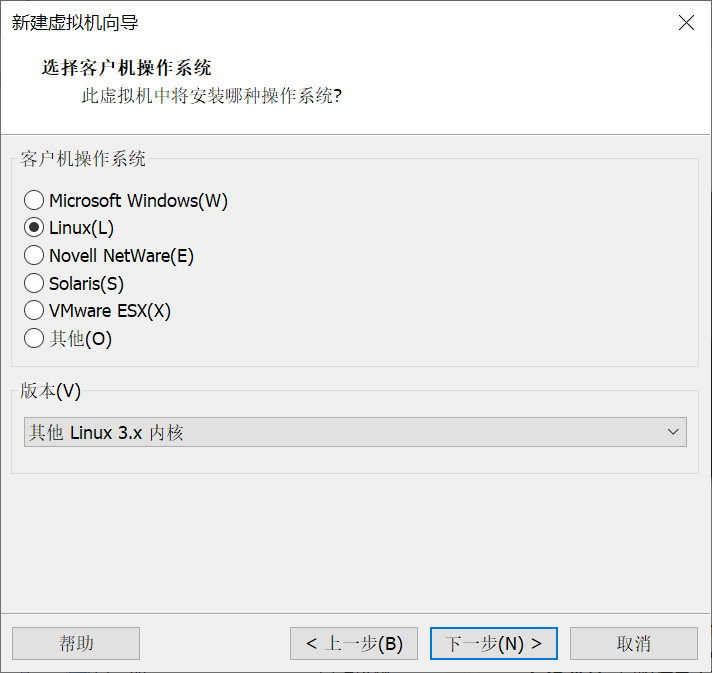 新建虚拟机向导
选择客户机操作系统
此虚拟机中将安装哪种操作系统?
客户机操作系统
Microsoft Windows(W)
Linux(L)
Novell NetWare(E)
Solaris(S)
VMware ESX(X)
其他(O)
版本(V)
其他 Linux 3.x 内核
帮助
< 上一步(B)
下一步(N) >
取消